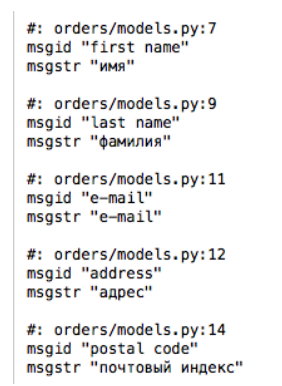 #: orders/models.py:7
msgid "first name"
msgstr "имя"
#: orders/models.py:9
msgid "last name"
msgstr "фамилия"
#: orders/models.py:11
msgid "e-mail"
msgstr "e-mail"
#: orders/models.py:12
msgid "address"
msgstr "адрес"
#: orders/models.py:14
msgid "postal code"
msgstr "почтовый индекс"